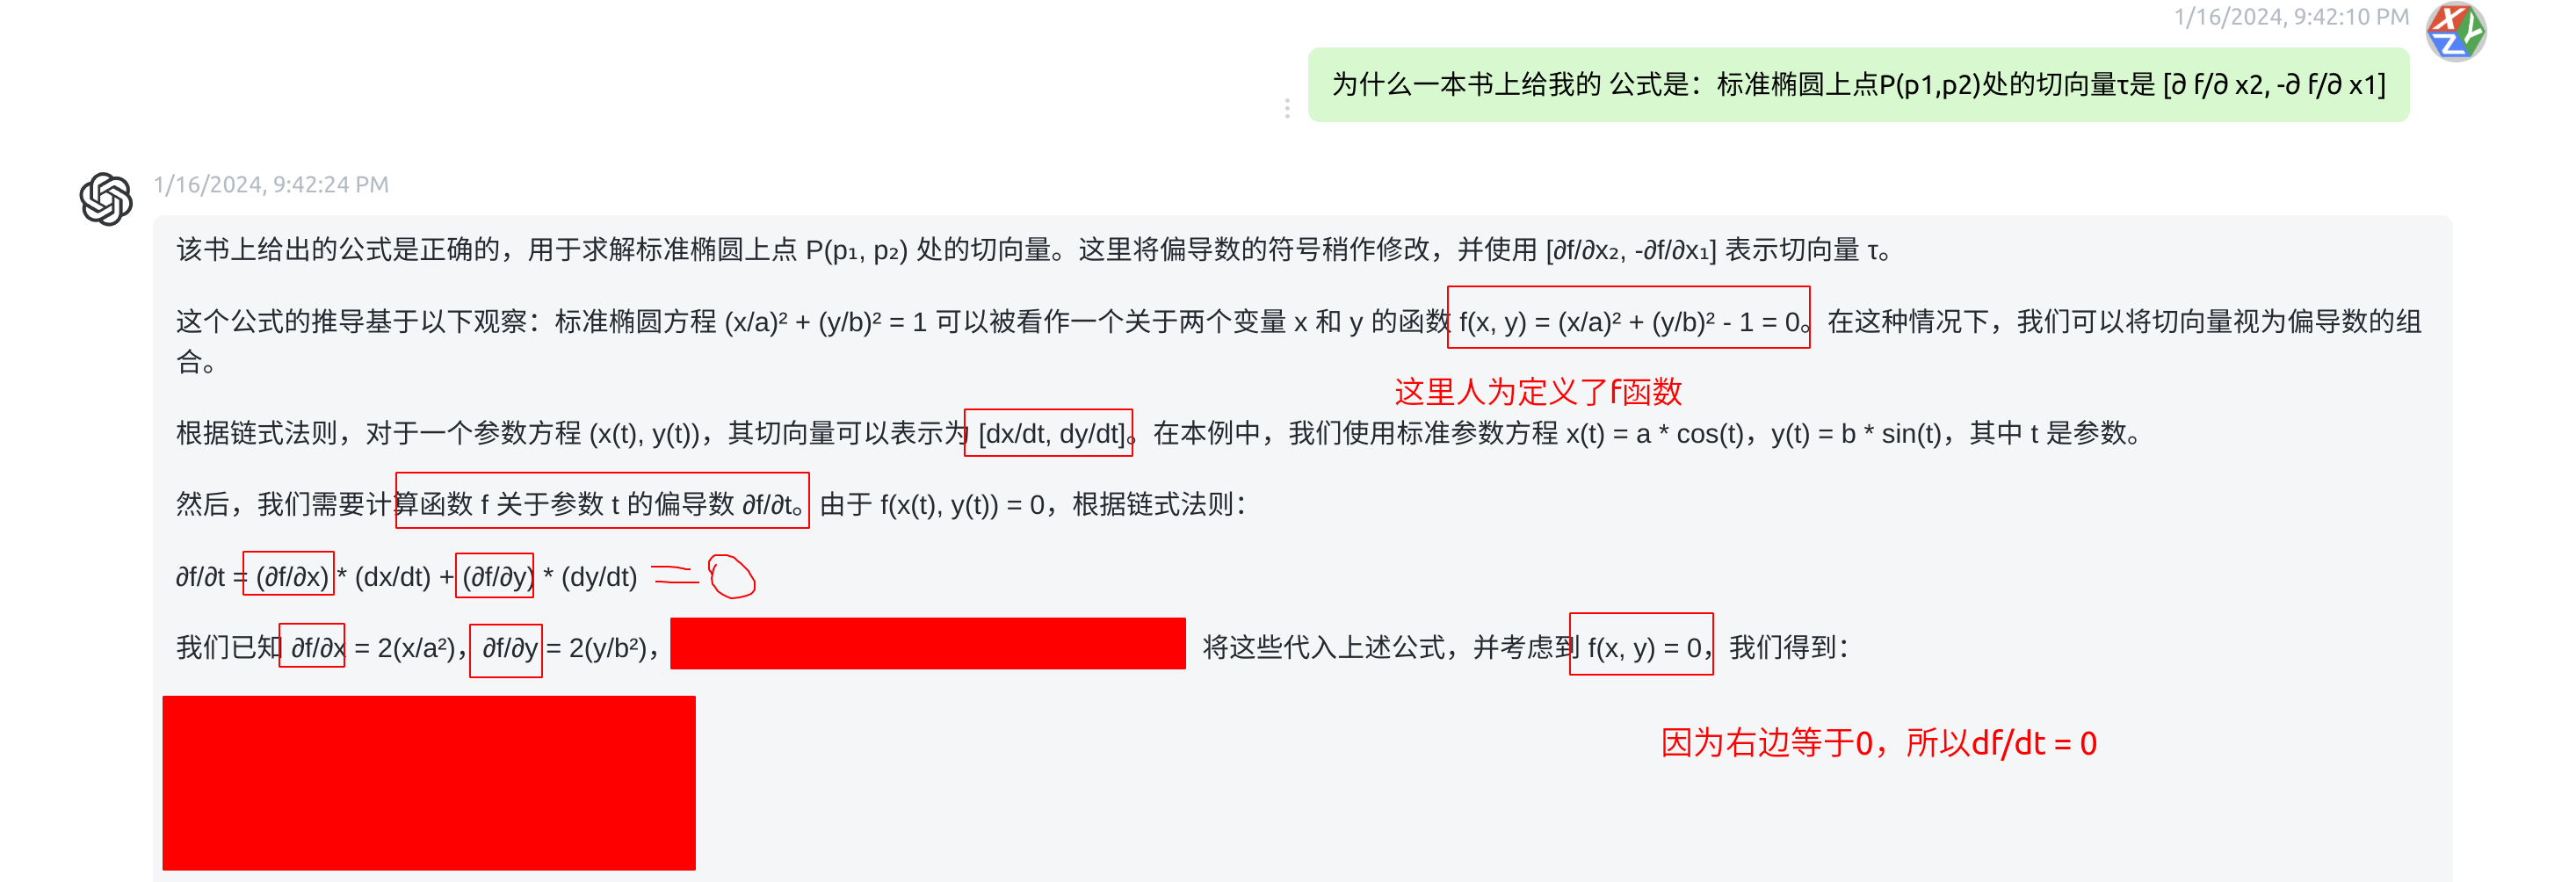 1/16/2024, 9:42:10 PM
X Y Z
为什么一本书上给我的 公式是：标准椭圆上点P(p1,p2)处的切向量τ是 [∂ f/∂ x2, -∂ f/∂ x1]
1/16/2024, 9:42:24 PM
该书上给出的公式是正确的，用于求解标准椭圆上点 P(p₁, p₂) 处的切向量。这里将偏导数的符号稍作修改，并使用 [∂f/∂x₂, -∂f/∂x₁] 表示切向量 τ。
这个公式的推导基于以下观察：标准椭圆方程 (x/a)² + (y/b)² = 1 可以被看作一个关于两个变量 x 和 y 的函数 f(x, y) = (x/a)² + (y/b)² - 1 = 0。在这种情况下，我们可以将切向量视为偏导数的组
合。
这里人为定义了f函数
根据链式法则，对于一个参数方程 (x(t), y(t))，其切向量可以表示为 [dx/dt, dy/dt]。在本例中，我们使用标准参数方程 x(t) = a * cos(t)，y(t) = b * sin(t)，其中 t 是参数。
然后，我们需要计算函数 f 关于参数 t 的偏导数 ∂f/∂t。由于 f(x(t), y(t)) = 0，根据链式法则：
∂f/∂t = (∂f/∂x) * (dx/dt) + (∂f/∂y) * (dy/dt) = 0
我们已知 ∂f/∂x = 2(x/a²)，∂f/∂y = 2(y/b²)， 将这些代入上述公式，并考虑到 f(x, y) = 0，我们得到：
因为右边等于0，所以df/dt = 0